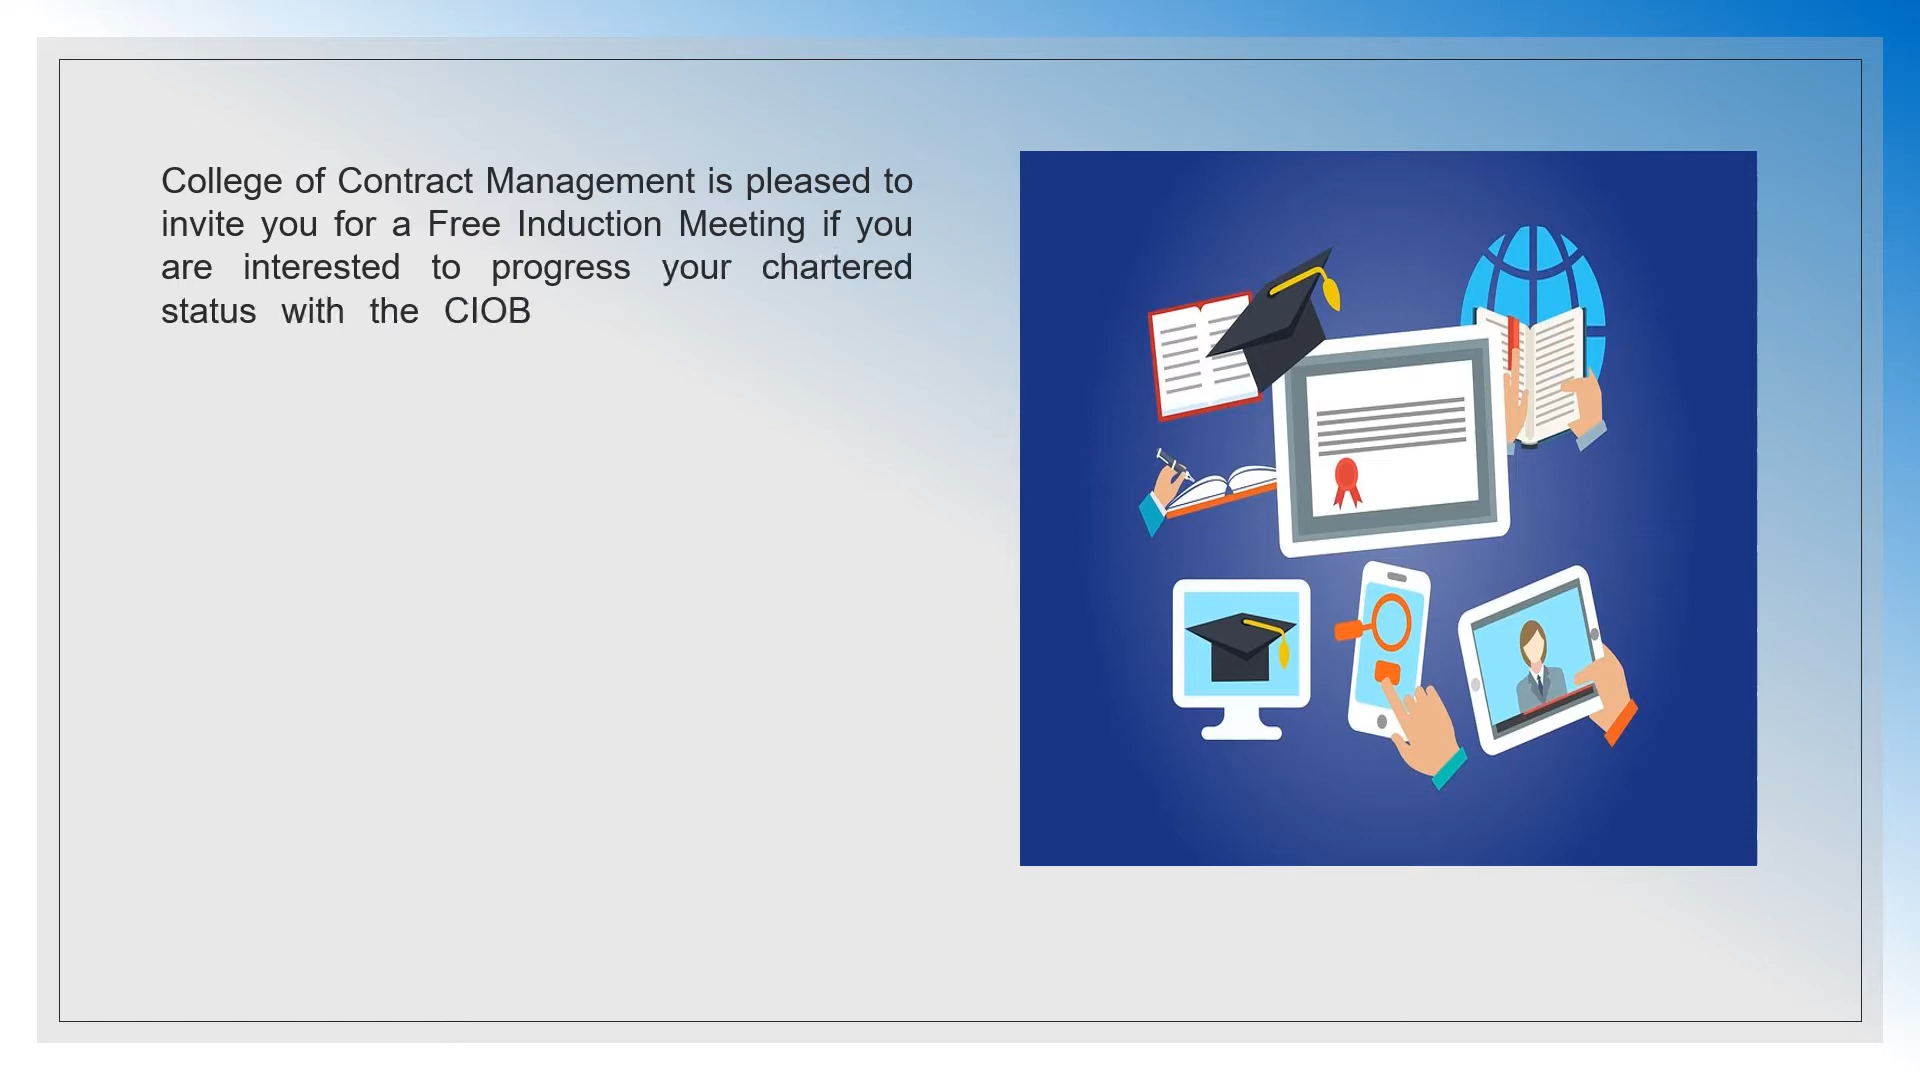 College of Contract Management is pleased to
invite you for a Free Induction Meeting if you
are interested to progress your chartered
status with the CIOB